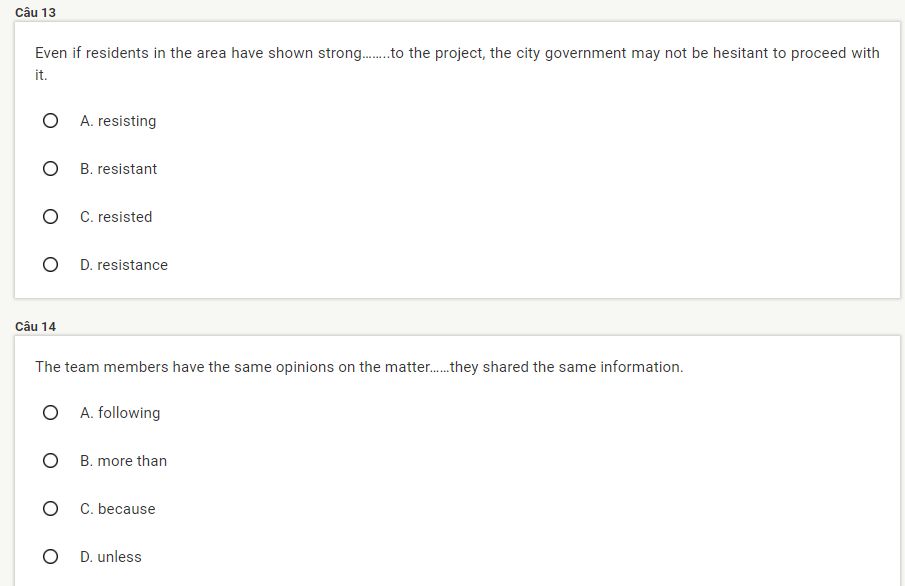 Câu 13
Even if residents in the area have shown strong........to the project, the city government may not be hesitant to proceed with
it.
A. resisting
B. resistant
C. resisted
D. resistance
Câu 14
The team members have the same opinions on the matter......they shared the same information.
A. following
B. more than
C. because
D. unless